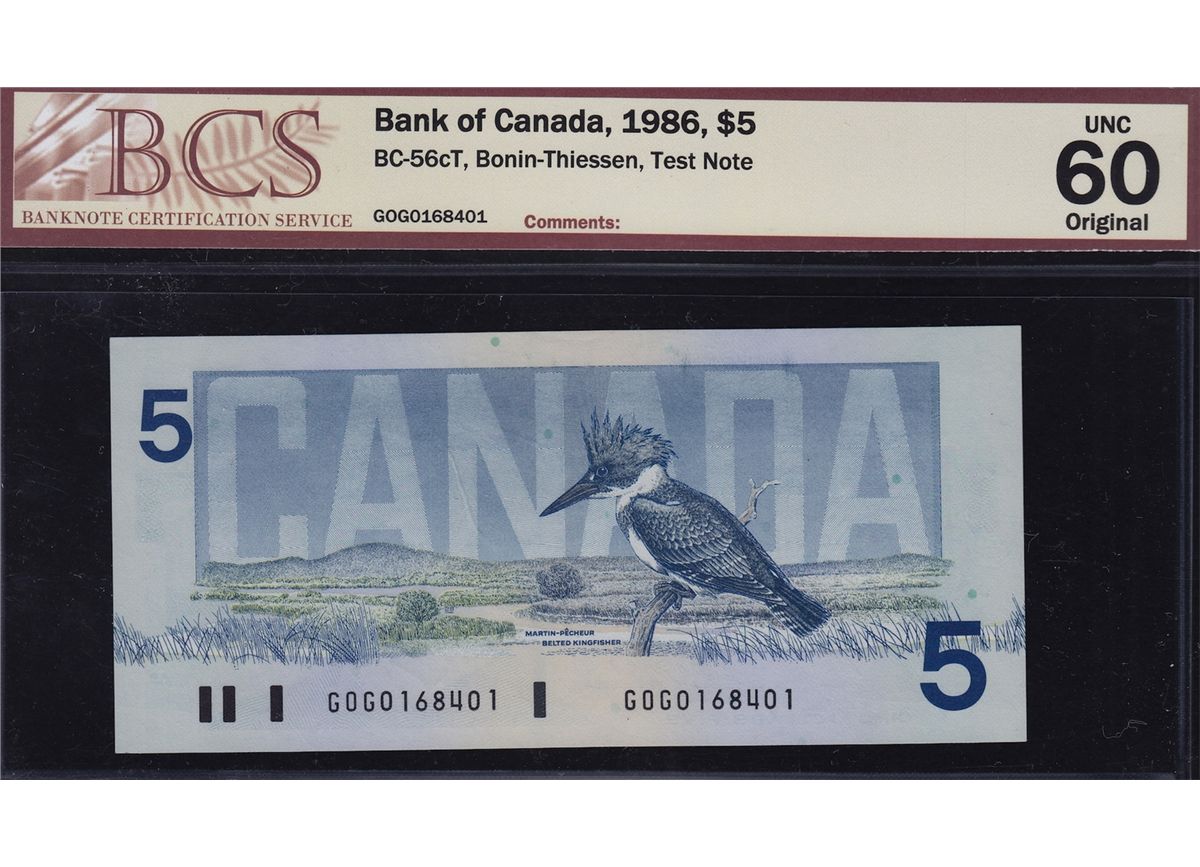 BCS
BANKNOTE CERTIFICATION SERVICE
Bank of Canada, 1986, $5
BC-56cT, Bonin-Thiessen, Test Note
GOG0168401
Comments:
UNC
60
Original
5
CANADA
MARTIN-PÊCHEUR
BELTED KINGFISHER
5
GOG0168401
GOG0168401